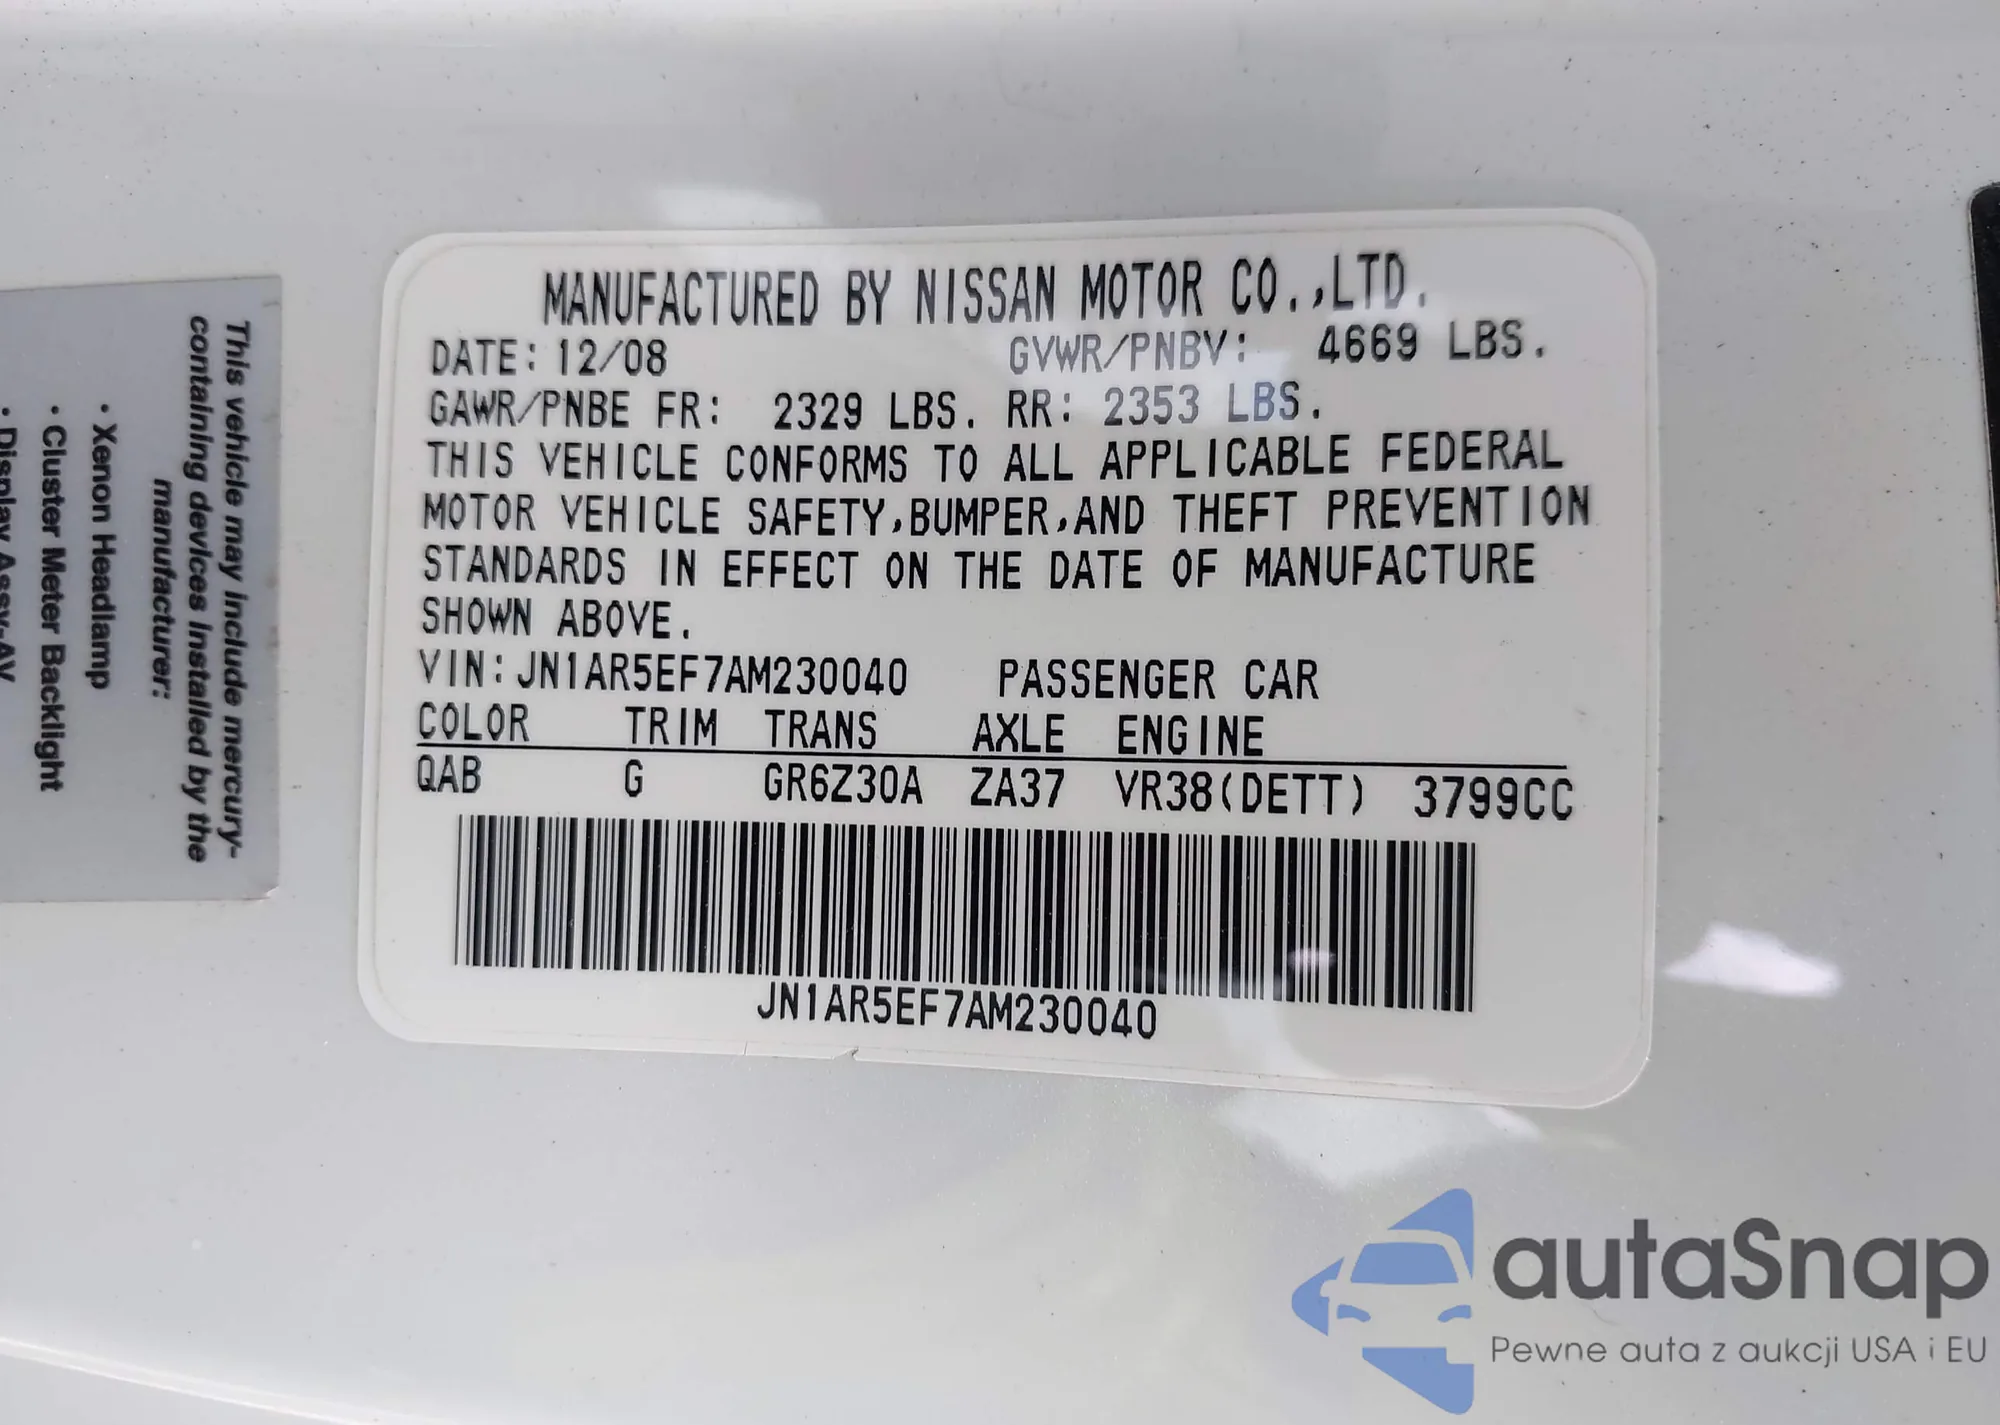 MANUFACTURED BY NISSAN MOTOR CO.,LTD.
DATE: 12/08 GVWR/PNBV: 4669 LBS.
GAWR/PNBE FR: 2329 LBS. RR: 2353 LBS.
THIS VEHICLE CONFORMS TO ALL APPLICABLE FEDERAL
MOTOR VEHICLE SAFETY,BUMPER,AND THEFT PREVENTION
STANDARDS IN EFFECT ON THE DATE OF MANUFACTURE
SHOWN ABOVE.
VIN: JN1AR5EF7AM230040 PASSENGER CAR
COLOR TRIM TRANS AXLE ENGINE
QAB G GR6Z30A ZA37 VR38(DETT) 3799CC
JN1AR5EF7AM230040
This vehicle may include mercury-
containing devices installed by the
manufacturer:
• Xenon Headlamp
• Cluster Meter Backlight
• Display Assy-AV
autaSnap
Pewne auta z aukcji USA i EU